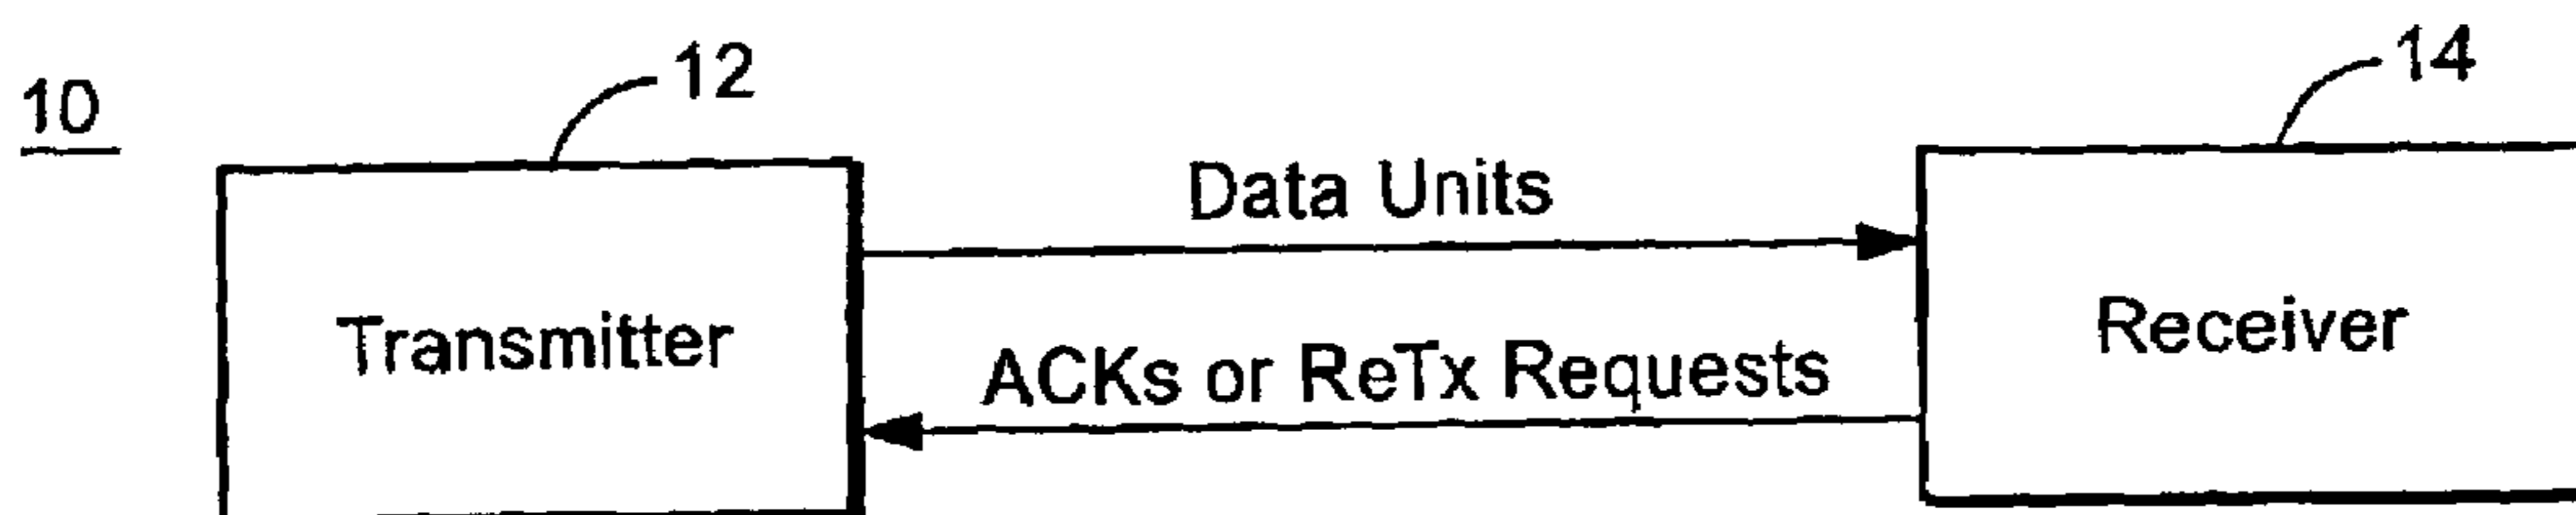 10
12
14
Data Units
Transmitter
Receiver
ACKs or ReTx Requests